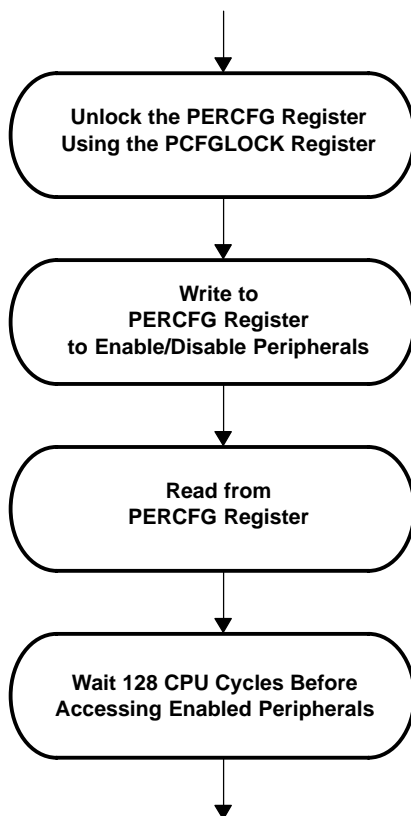 Unlock the PERCFG Register
Using the PCFGLOCK Register
Write to
PERCFG Register
to Enable/Disable Peripherals
Read from
PERCFG Register
Wait 128 CPU Cycles Before
Accessing Enabled Peripherals